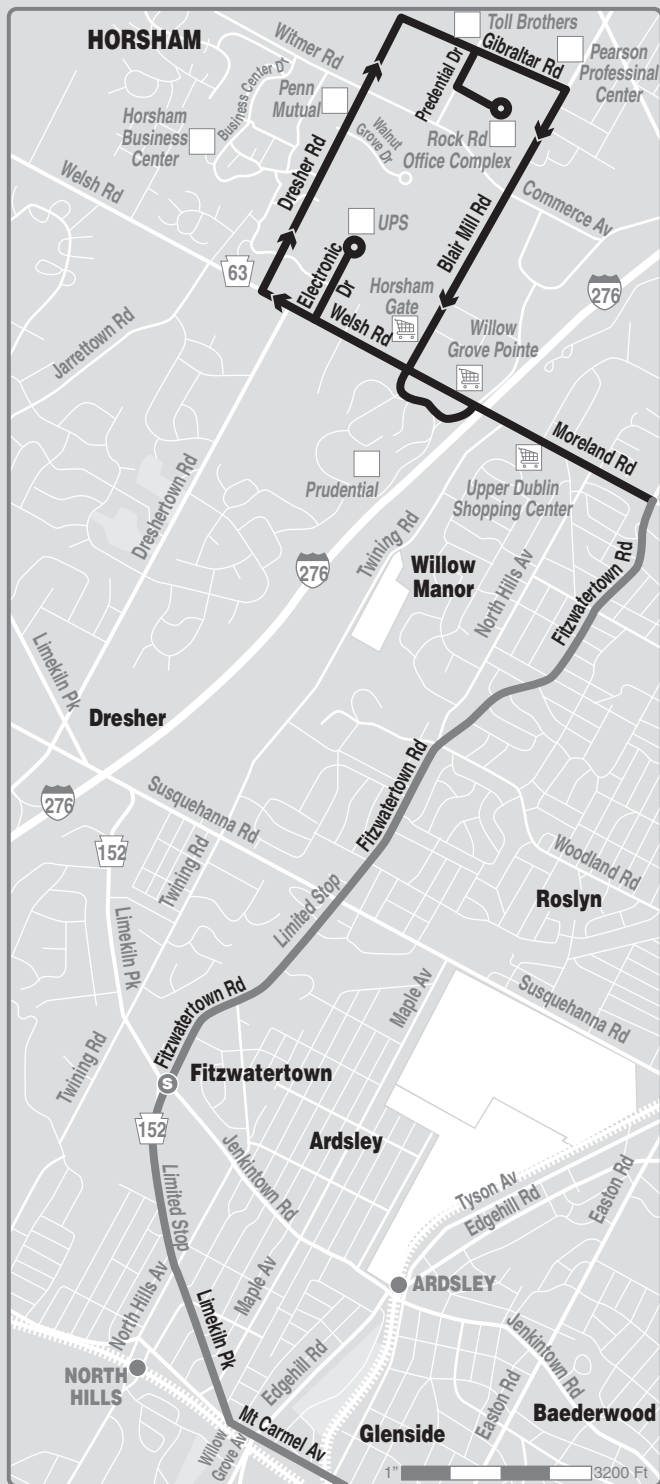 HORSHAM
Witmer Rd
Toll Brothers
Gibraltar Rd
Pearson
Professinal
Center
Predential Dr
Business Center Dr
Penn
Mutual
Horsham
Business
Center
Walnut
Grove Dr
Rock Rd
Office Complex
Welsh Rd
Dresher Rd
Commerce Av
Blair Mill Rd
UPS
Electronic
Dr
63
Horsham
Gate
276
Welsh Rd
Willow
Grove Pointe
Jarrettown Rd
Moreland Rd
Prudential
Upper Dublin
Shopping Center
Dreshertown Rd
Twining Rd
276
Willow
Manor
North Hills Av
Fitzwatertown Rd
Limekiln Pk
Dresher
Fitzwatertown Rd
276
Susquehanna Rd
152
Twining Rd
Woodland Rd
Limited Stop
Roslyn
Limekiln Pk
Maple Av
Susquehanna Rd
Fitzwatertown Rd
Twining Rd
S
Fitzwatertown
152
Ardsley
Jenkintown Rd
Limited Stop
Tyson Av
Edgehill Rd
Easton Rd
North Hills Av
Maple Av
ARDSLEY
Limekiln Pk
Jenkintown Rd
NORTH
HILLS
Edgehill Rd
Easton Rd
Baederwood
Mt Carmel Av
Glenside
Willow
Grove Av
1" 3200 Ft